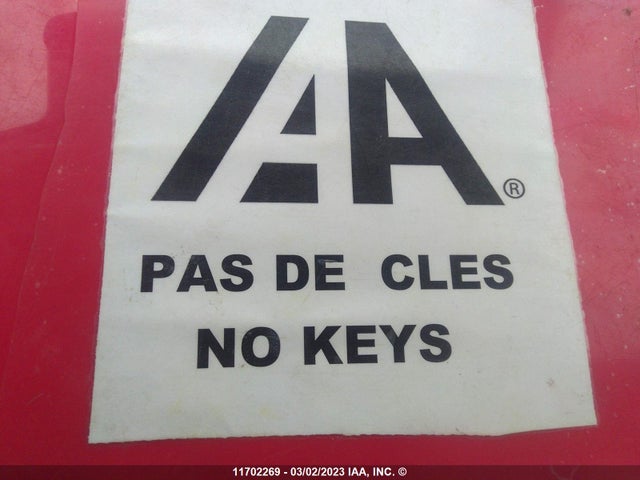 IAA®
PAS DE CLES
NO KEYS
11702269 - 03/02/2023 IAA, INC. ©